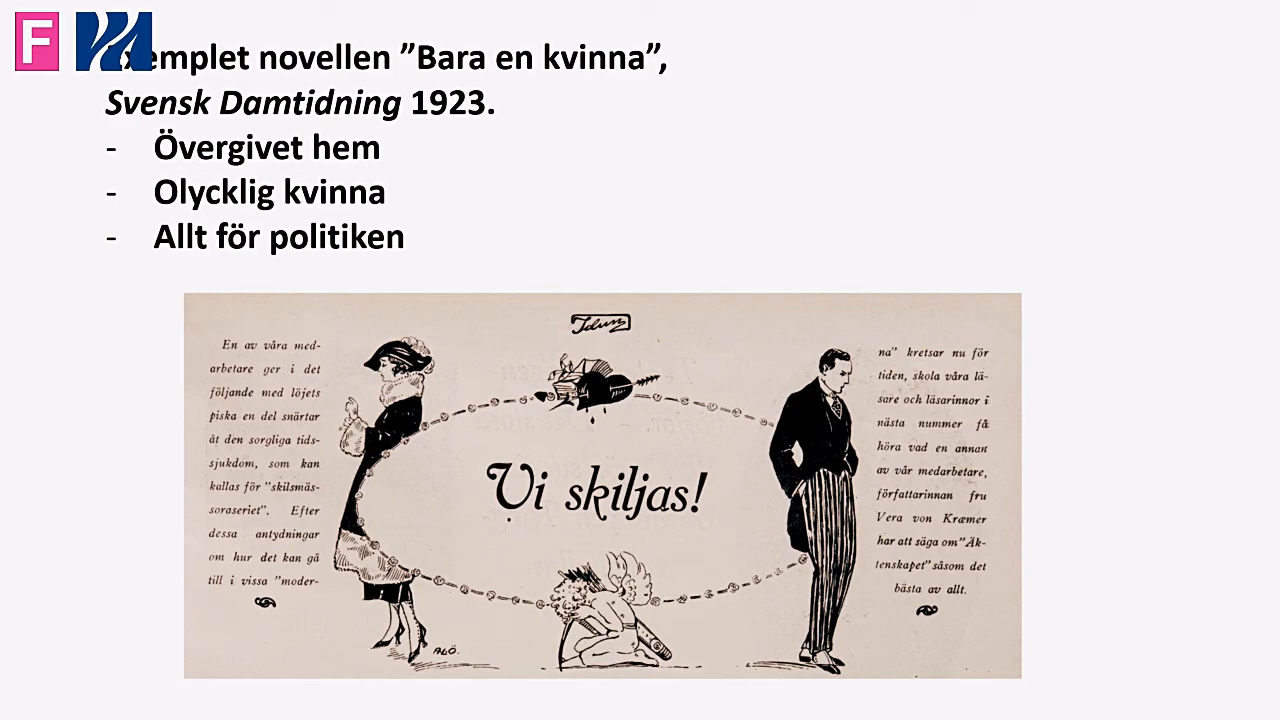 F
emplet novellen ”Bara en kvinna”,
Svensk Damtidning 1923.
- Övergivet hem
- Olycklig kvinna
- Allt för politiken
Idun
En av våra med-
arbetare ger i det
följande med löjets
piska en del snärtar
åt den sorgliga tids-
sjukdom, som kan
kallas för "skilsmäs-
soraseriet". Efter
dessa antydningar
om hur det kan gå
till i vissa "moder-
Vi skiljas!
na" kretsar nu för
tiden, skola våra lä-
sare och läsarinnor i
nästa nummer få
höra vad en annan
av vår medarbetare,
författarinnan fru
Vera von Kræmer
har att säga om "Äk-
tenskapet" såsom det
bästa av allt.
ALÖ.